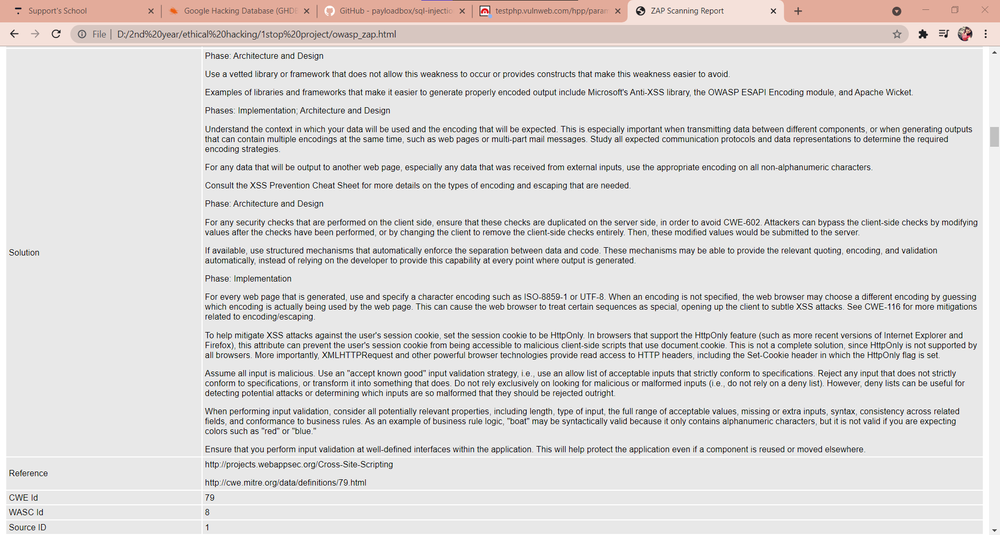 Support's School
Google Hacking Database (GHDB
GitHub - payloadbox/sql-injectio
testphp.vulnweb.com/hpp/param
ZAP Scanning Report
File
D:/2nd%20year/ethical%20hacking/1stop%20project/owasp_zap.html
Phase: Architecture and Design
Use a vetted library or framework that does not allow this weakness to occur or provides constructs that make this weakness easier to avoid.
Examples of libraries and frameworks that make it easier to generate properly encoded output include Microsoft's Anti-XSS library, the OWASP ESAPI Encoding module, and Apache Wicket.
Phases: Implementation; Architecture and Design
Understand the context in which your data will be used and the encoding that will be expected. This is especially important when transmitting data between different components, or when generating outputs
that can contain multiple encodings at the same time, such as web pages or multi-part mail messages. Study all expected communication protocols and data representations to determine the required
encoding strategies.
For any data that will be output to another web page, especially any data that was received from external inputs, use the appropriate encoding on all non-alphanumeric characters.
Consult the XSS Prevention Cheat Sheet for more details on the types of encoding and escaping that are needed.
Phase: Architecture and Design
For any security checks that are performed on the client side, ensure that these checks are duplicated on the server side, in order to avoid CWE-602. Attackers can bypass the client-side checks by modifying
values after the checks have been performed, or by changing the client to remove the client-side checks entirely. Then, these modified values would be submitted to the server.
Solution
If available, use structured mechanisms that automatically enforce the separation between data and code. These mechanisms may be able to provide the relevant quoting, encoding, and validation
automatically, instead of relying on the developer to provide this capability at every point where output is generated.
Phase: Implementation
For every web page that is generated, use and specify a character encoding such as ISO-8859-1 or UTF-8. When an encoding is not specified, the web browser may choose a different encoding by guessing
which encoding is actually being used by the web page. This can cause the web browser to treat certain sequences as special, opening up the client to subtle XSS attacks. See CWE-116 for more mitigations
related to encoding/escaping.
To help mitigate XSS attacks against the user's session cookie, set the session cookie to be HttpOnly. In browsers that support the HttpOnly feature (such as more recent versions of Internet Explorer and
Firefox), this attribute can prevent the user's session cookie from being accessible to malicious client-side scripts that use document.cookie. This is not a complete solution, since HttpOnly is not supported by
all browsers. More importantly, XMLHTTPRequest and other powerful browser technologies provide read access to HTTP headers, including the Set-Cookie header in which the HttpOnly flag is set.
Assume all input is malicious. Use an "accept known good" input validation strategy, i.e., use an allow list of acceptable inputs that strictly conform to specifications. Reject any input that does not strictly
conform to specifications, or transform it into something that does. Do not rely exclusively on looking for malicious or malformed inputs (i.e., do not rely on a deny list). However, deny lists can be useful for
detecting potential attacks or determining which inputs are so malformed that they should be rejected outright.
When performing input validation, consider all potentially relevant properties, including length, type of input, the full range of acceptable values, missing or extra inputs, syntax, consistency across related
fields, and conformance to business rules. As an example of business rule logic, "boat" may be syntactically valid because it only contains alphanumeric characters, but it is not valid if you are expecting
colors such as "red" or "blue."
Ensure that you perform input validation at well-defined interfaces within the application. This will help protect the application even if a component is reused or moved elsewhere.
Reference
http://projects.webappsec.org/Cross-Site-Scripting
http://cwe.mitre.org/data/definitions/79.html
CWE Id
79
WASC Id
8
Source ID
1